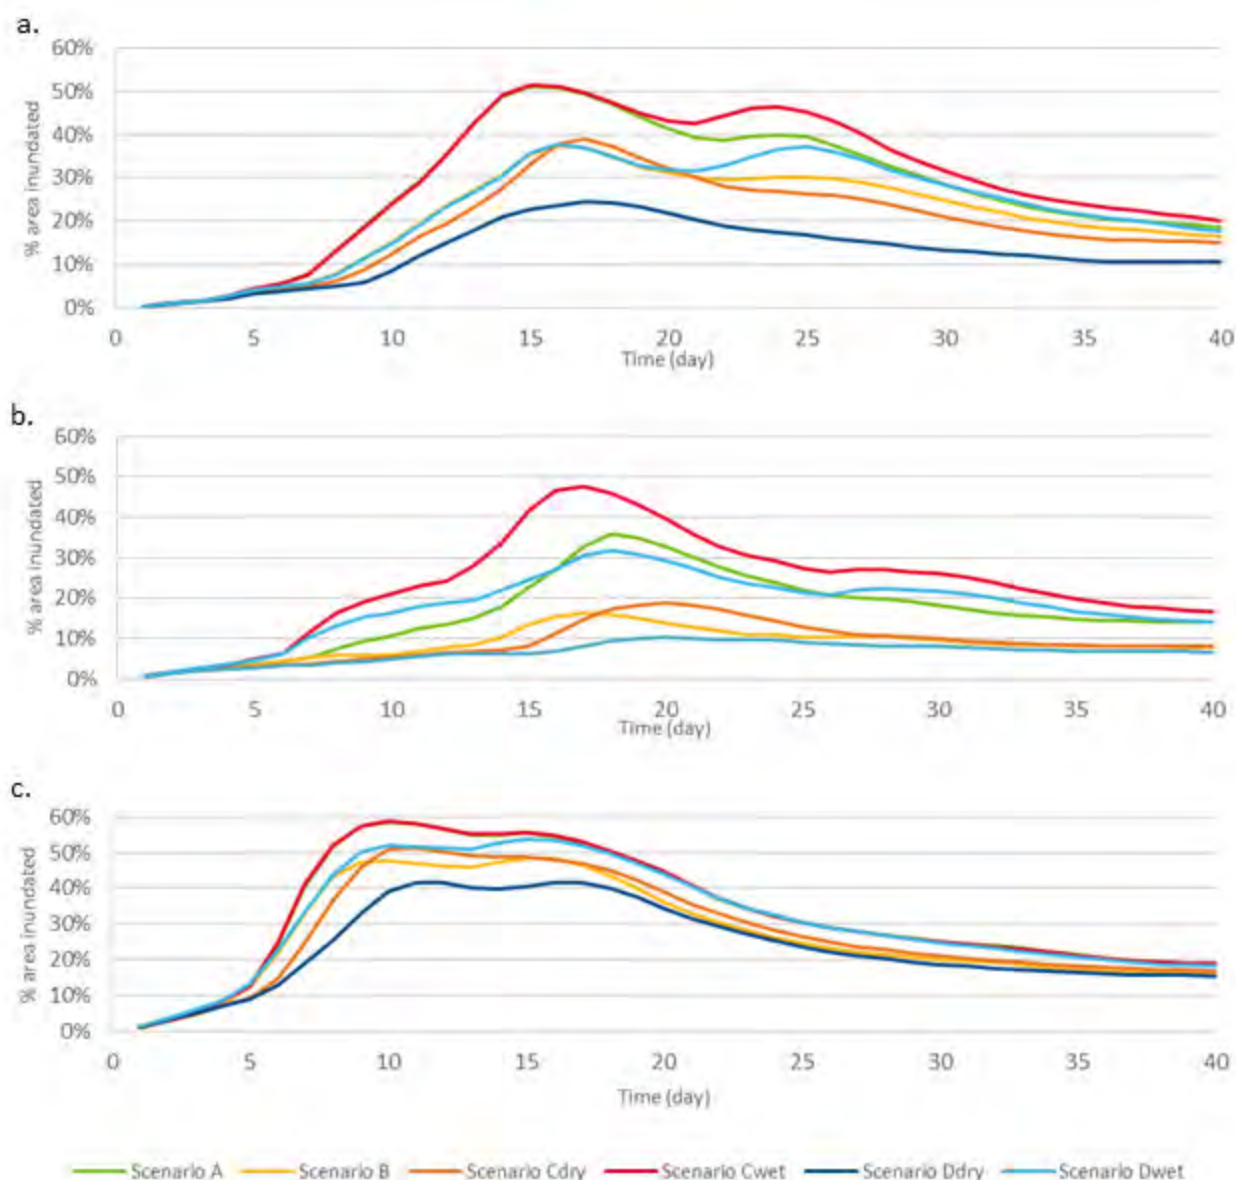 a.
60%
50%
40%
30%
20%
10%
0%
% area inundated
0 5 10 15 20 25 30 35 40
Time (day)
b.
60%
50%
40%
30%
20%
10%
0%
% area inundated
0 5 10 15 20 25 30 35 40
Time (day)
c.
60%
50%
40%
30%
20%
10%
0%
% area inundated
0 5 10 15 20 25 30 35 40
Time (day)
Scenario A Scenario B Scenario Cdry Scenario Cwet Scenario Ddry Scenario Dwet